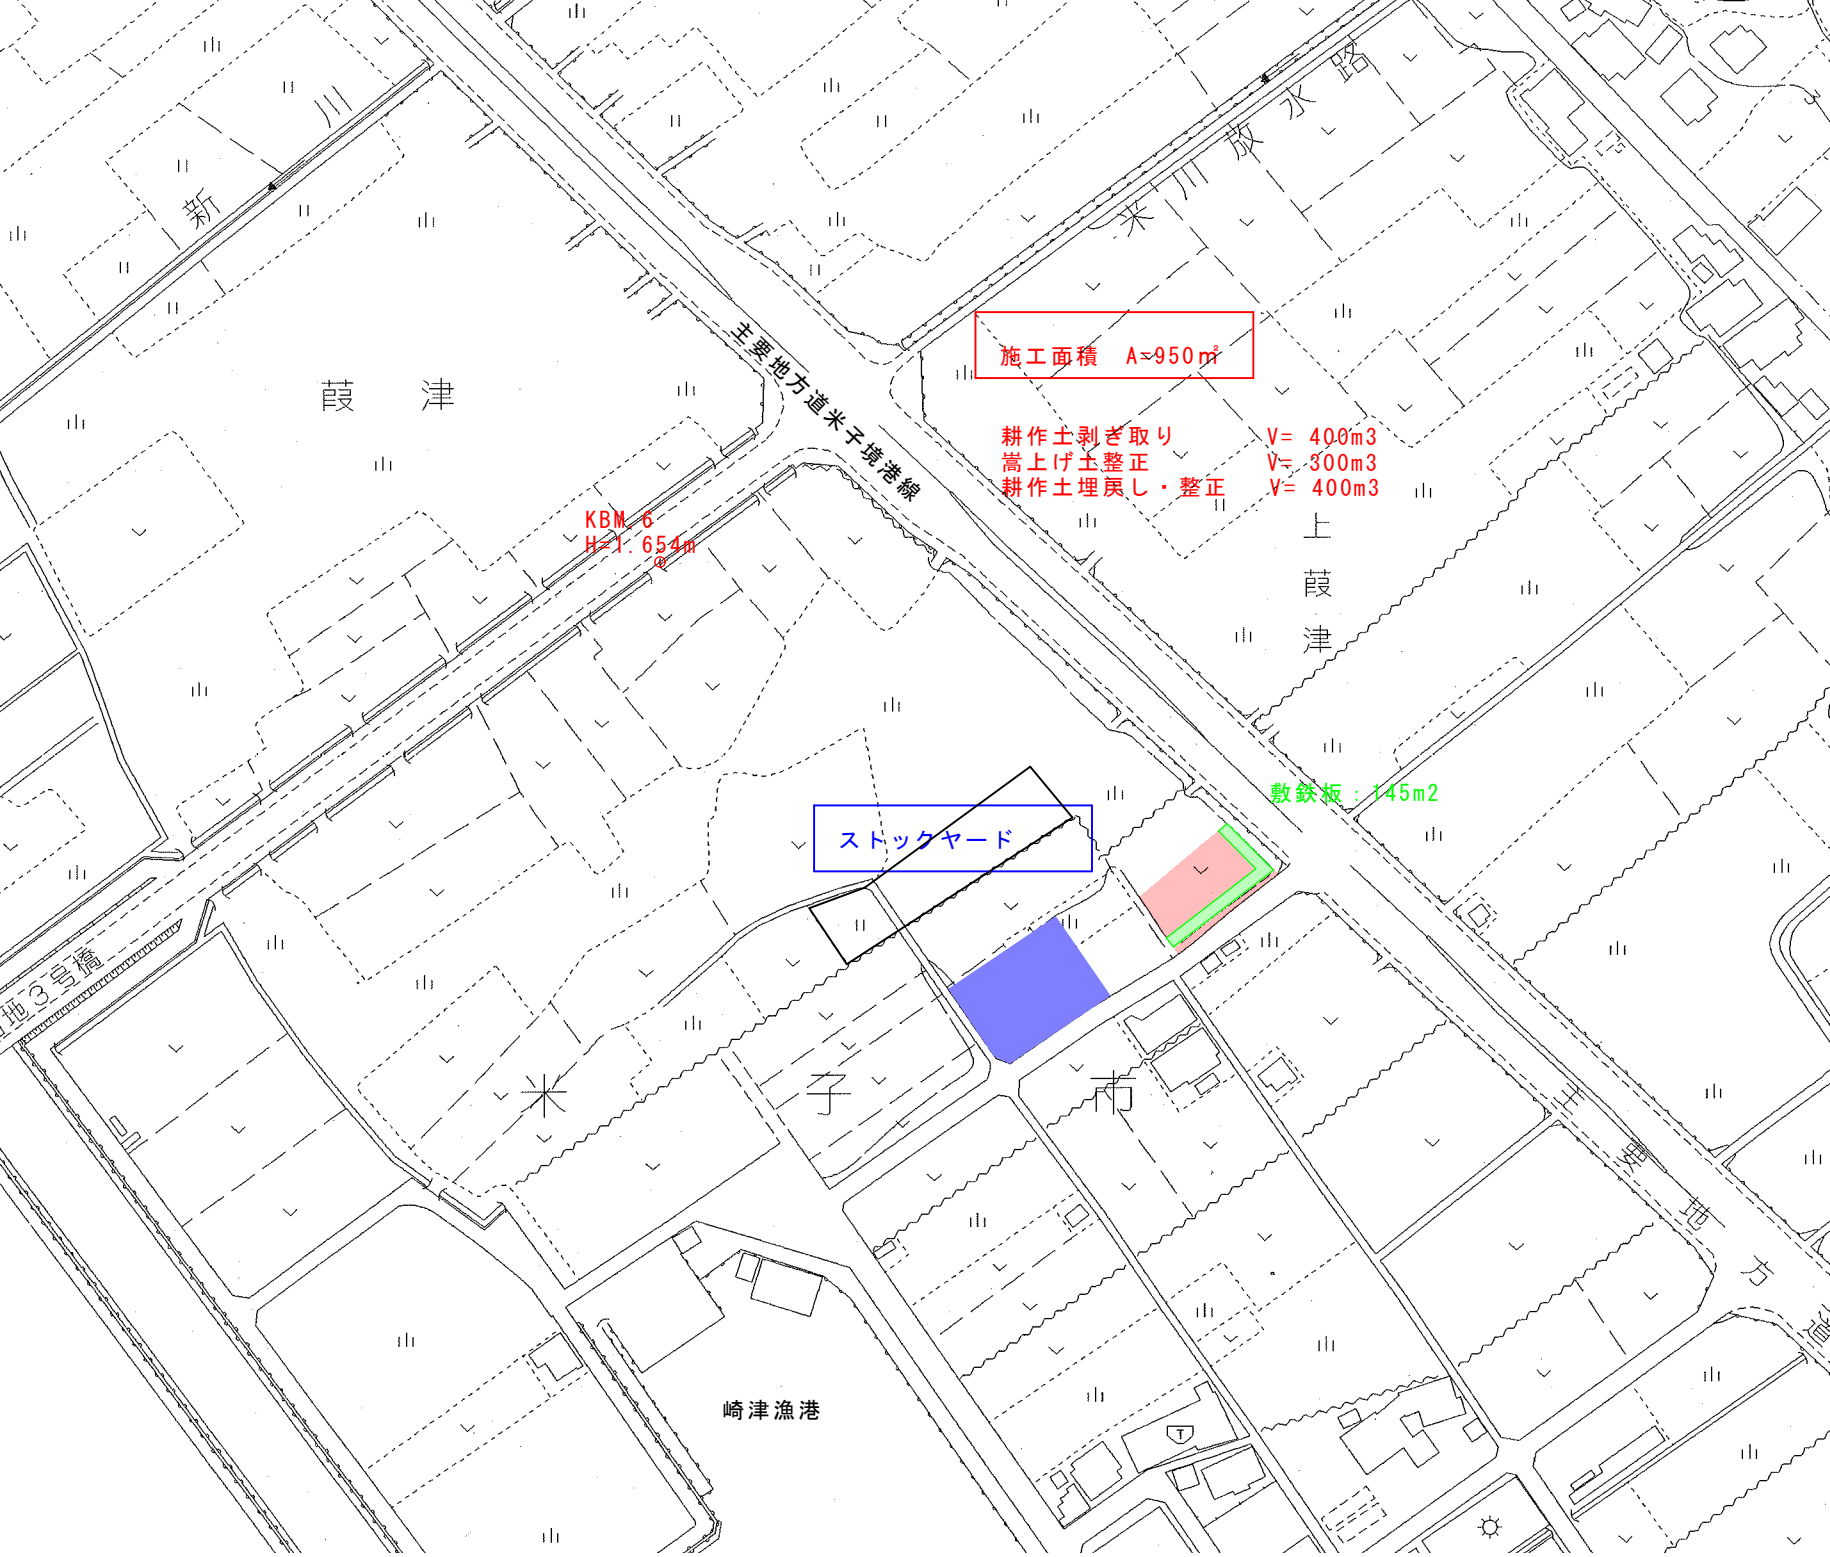 新川
米川放水路
主要地方道米子境港線
葭津
施工面積 A=950㎡
耕作土剥ぎ取り V= 400m3
嵩上げ土整正 V= 300m3
耕作土埋戻し・整正 V= 400m3
KBM.6
H=1.654m
上葭津
敷鉄板：145m2
ストックヤード
地3号橋
米子市
主要地方道
崎津漁港
T